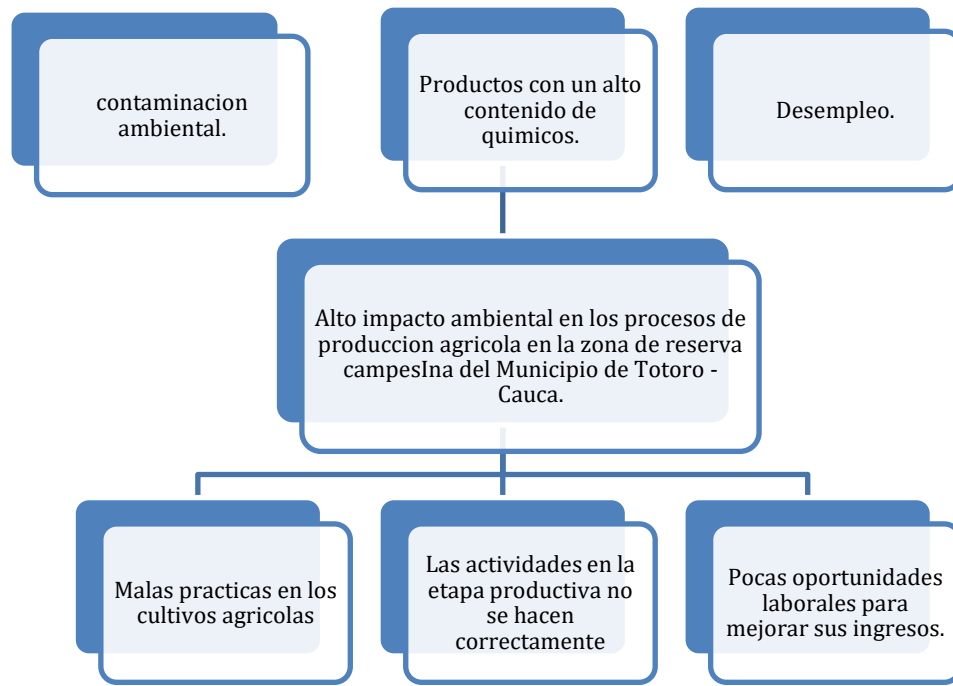 contaminacion
ambiental.
Productos con un alto
contenido de
quimicos.
Desempleo.
Alto impacto ambiental en los procesos de
produccion agricola en la zona de reserva
campesIna del Municipio de Totoro -
Cauca.
Malas practicas en los
cultivos agricolas
Las actividades en la
etapa productiva no
se hacen
correctamente
Pocas oportunidades
laborales para
mejorar sus ingresos.